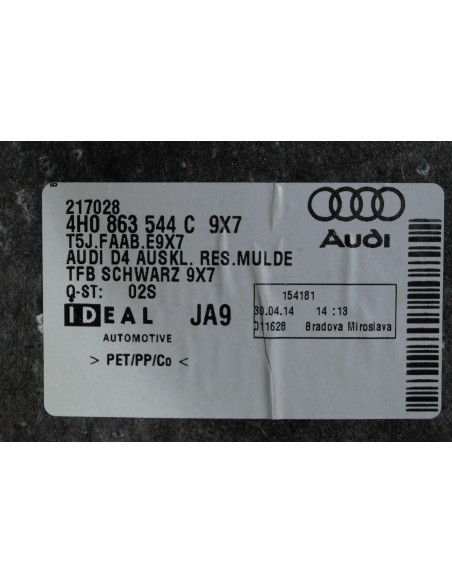 217028
4H0 863 544 C 9X7
T5J.FAAB.E9X7
AUDI D4 AUSKL. RES.MULDE
TFB SCHWARZ 9X7
Q-ST: 02S
IDEAL JA9
AUTOMOTIVE
> PET/PP/Co <
Audi
154181
30.04.14 14:13
D11628 Bradova Miroslava